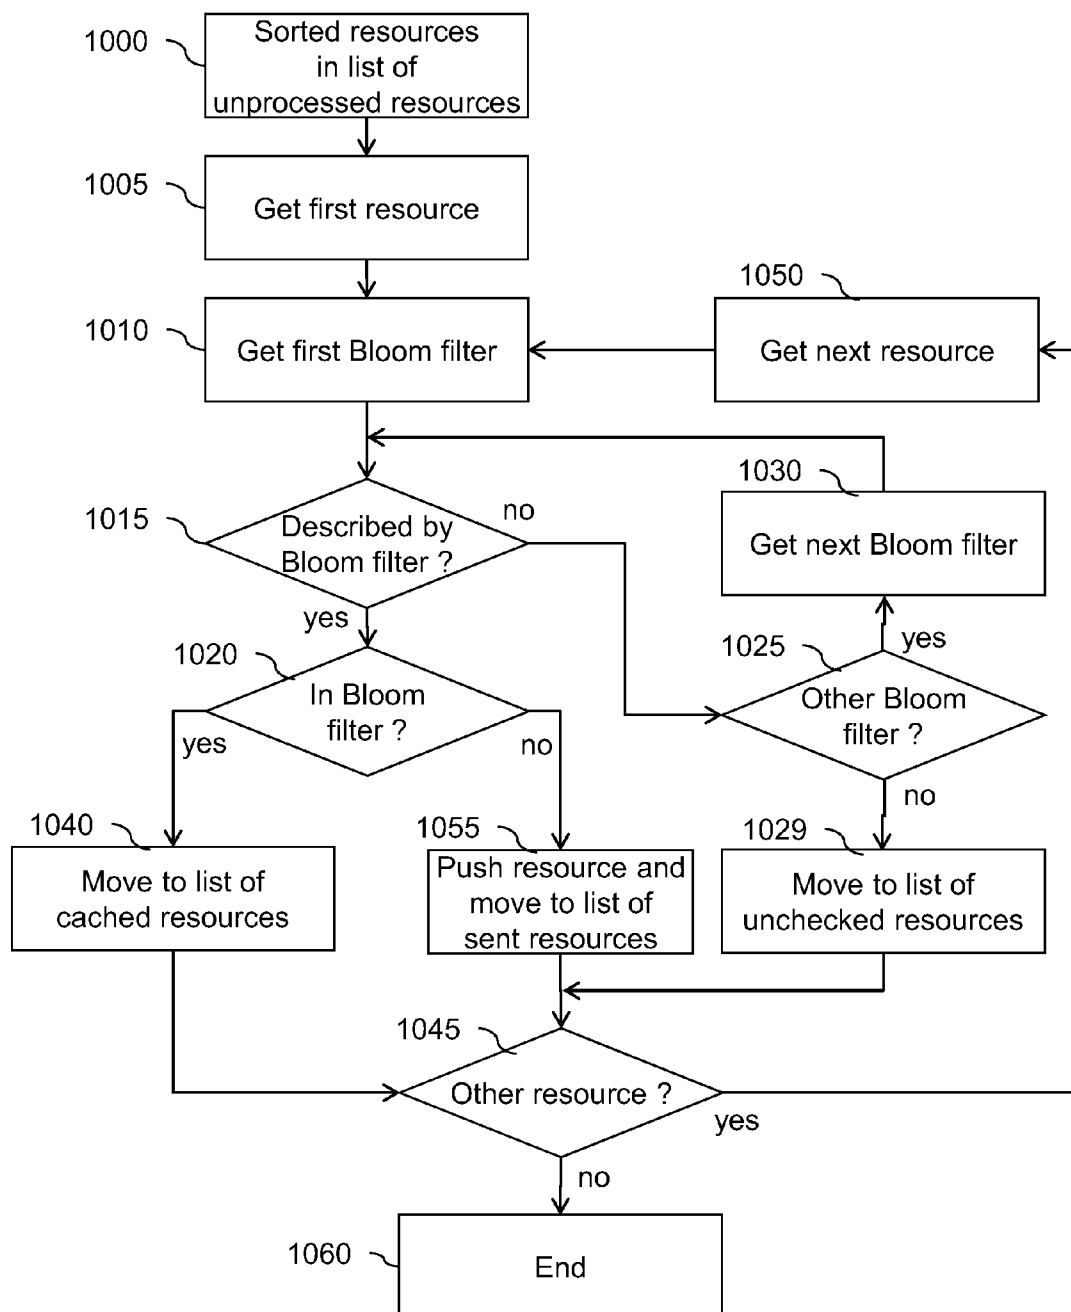 1000
Sorted resources
in list of
unprocessed resources
1005
Get first resource
1050
1010
Get first Bloom filter
Get next resource
1030
1015
Described by
Bloom filter ?
no
Get next Bloom filter
yes
1020
1025
yes
In Bloom
filter ?
Other Bloom
filter ?
yes
no
no
1040
1055
1029
Move to list of
cached resources
Push resource and
move to list of
sent resources
Move to list of
unchecked resources
1045
Other resource ?
yes
no
1060
End